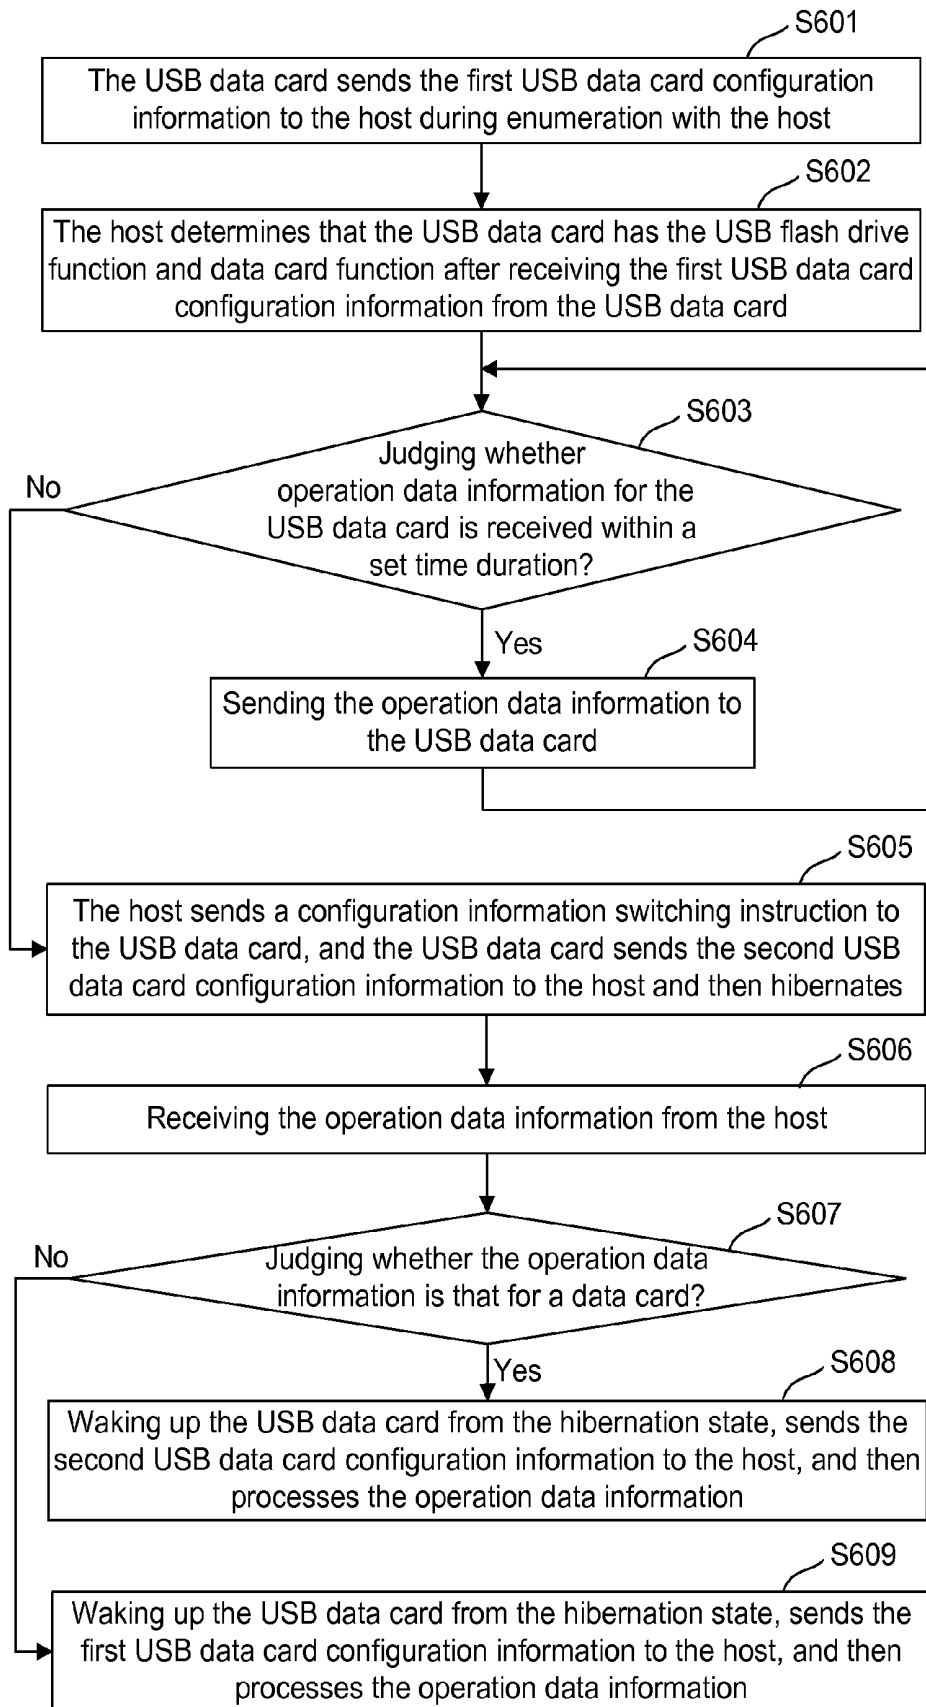 S601
The USB data card sends the first USB data card configuration
information to the host during enumeration with the host
S602
The host determines that the USB data card has the USB flash drive
function and data card function after receiving the first USB data card
configuration information from the USB data card
S603
Judging whether
operation data information for the
USB data card is received within a
set time duration?
No
Yes
S604
Sending the operation data information to
the USB data card
S605
The host sends a configuration information switching instruction to
the USB data card, and the USB data card sends the second USB
data card configuration information to the host and then hibernates
S606
Receiving the operation data information from the host
S607
Judging whether the operation data
information is that for a data card?
No
Yes
S608
Waking up the USB data card from the hibernation state, sends the
second USB data card configuration information to the host, and then
processes the operation data information
S609
Waking up the USB data card from the hibernation state, sends the
first USB data card configuration information to the host, and then
processes the operation data information